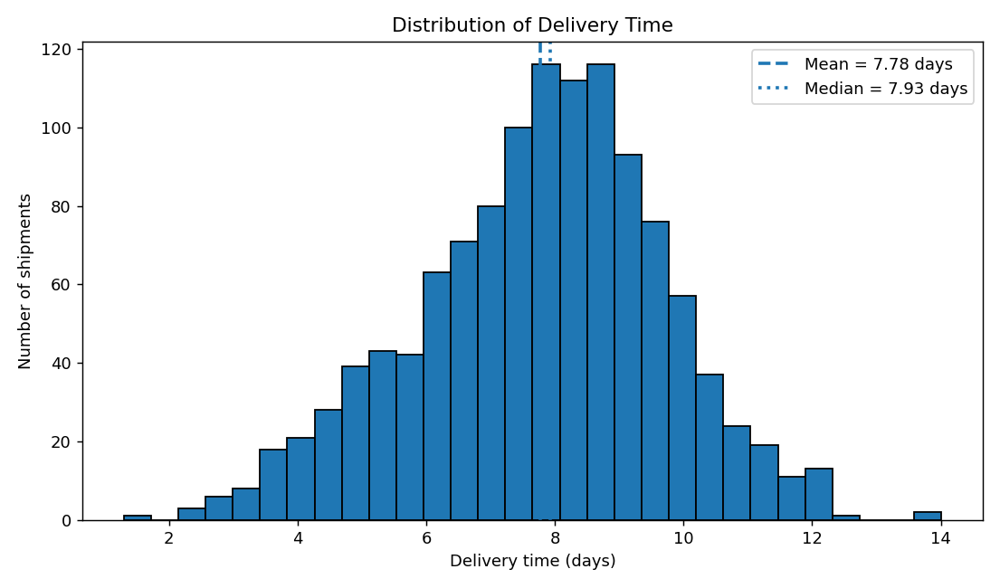 Distribution of Delivery Time
Mean = 7.78 days
Median = 7.93 days
Number of shipments
120
100
80
60
40
20
0
2 4 6 8 10 12 14
Delivery time (days)